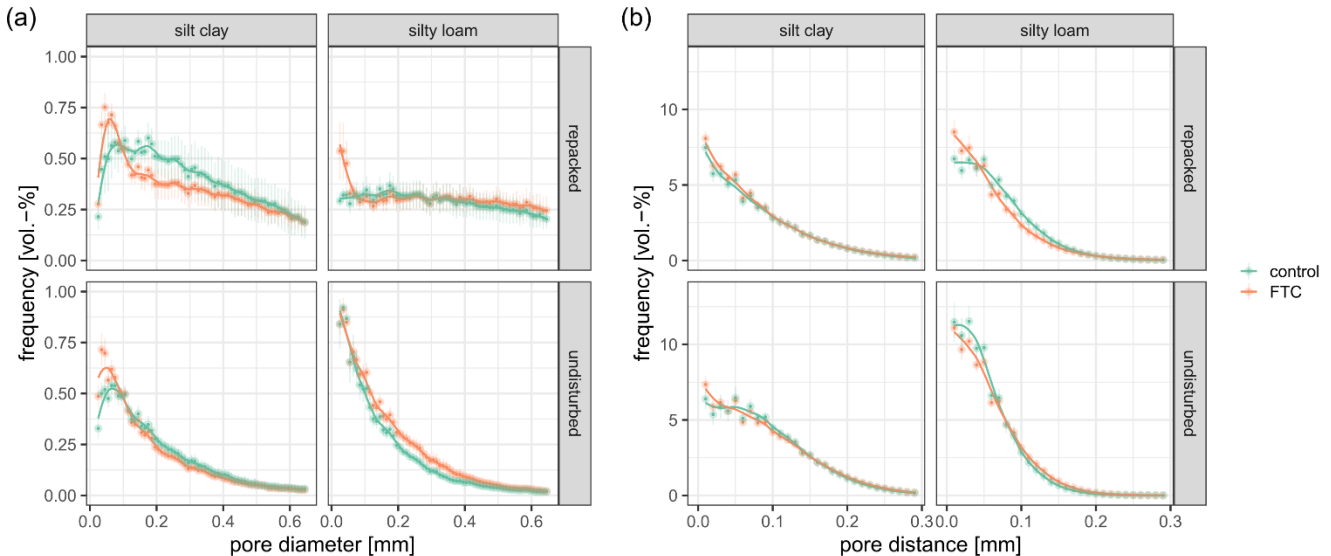 (a)
silt clay
silty loam
1.00
0.75
0.50
0.25
0.00
repacked
1.00
0.75
0.50
0.25
0.00
undisturbed
frequency [vol.−%]
frequency [vol.−%]
0.0 0.2 0.4 0.6 0.0 0.2 0.4 0.6
pore diameter [mm]
(b)
silt clay
silty loam
10
5
0
repacked
10
5
0
undisturbed
frequency [vol.−%]
frequency [vol.−%]
0.0 0.1 0.2 0.3 0.0 0.1 0.2 0.3
pore distance [mm]
control
FTC